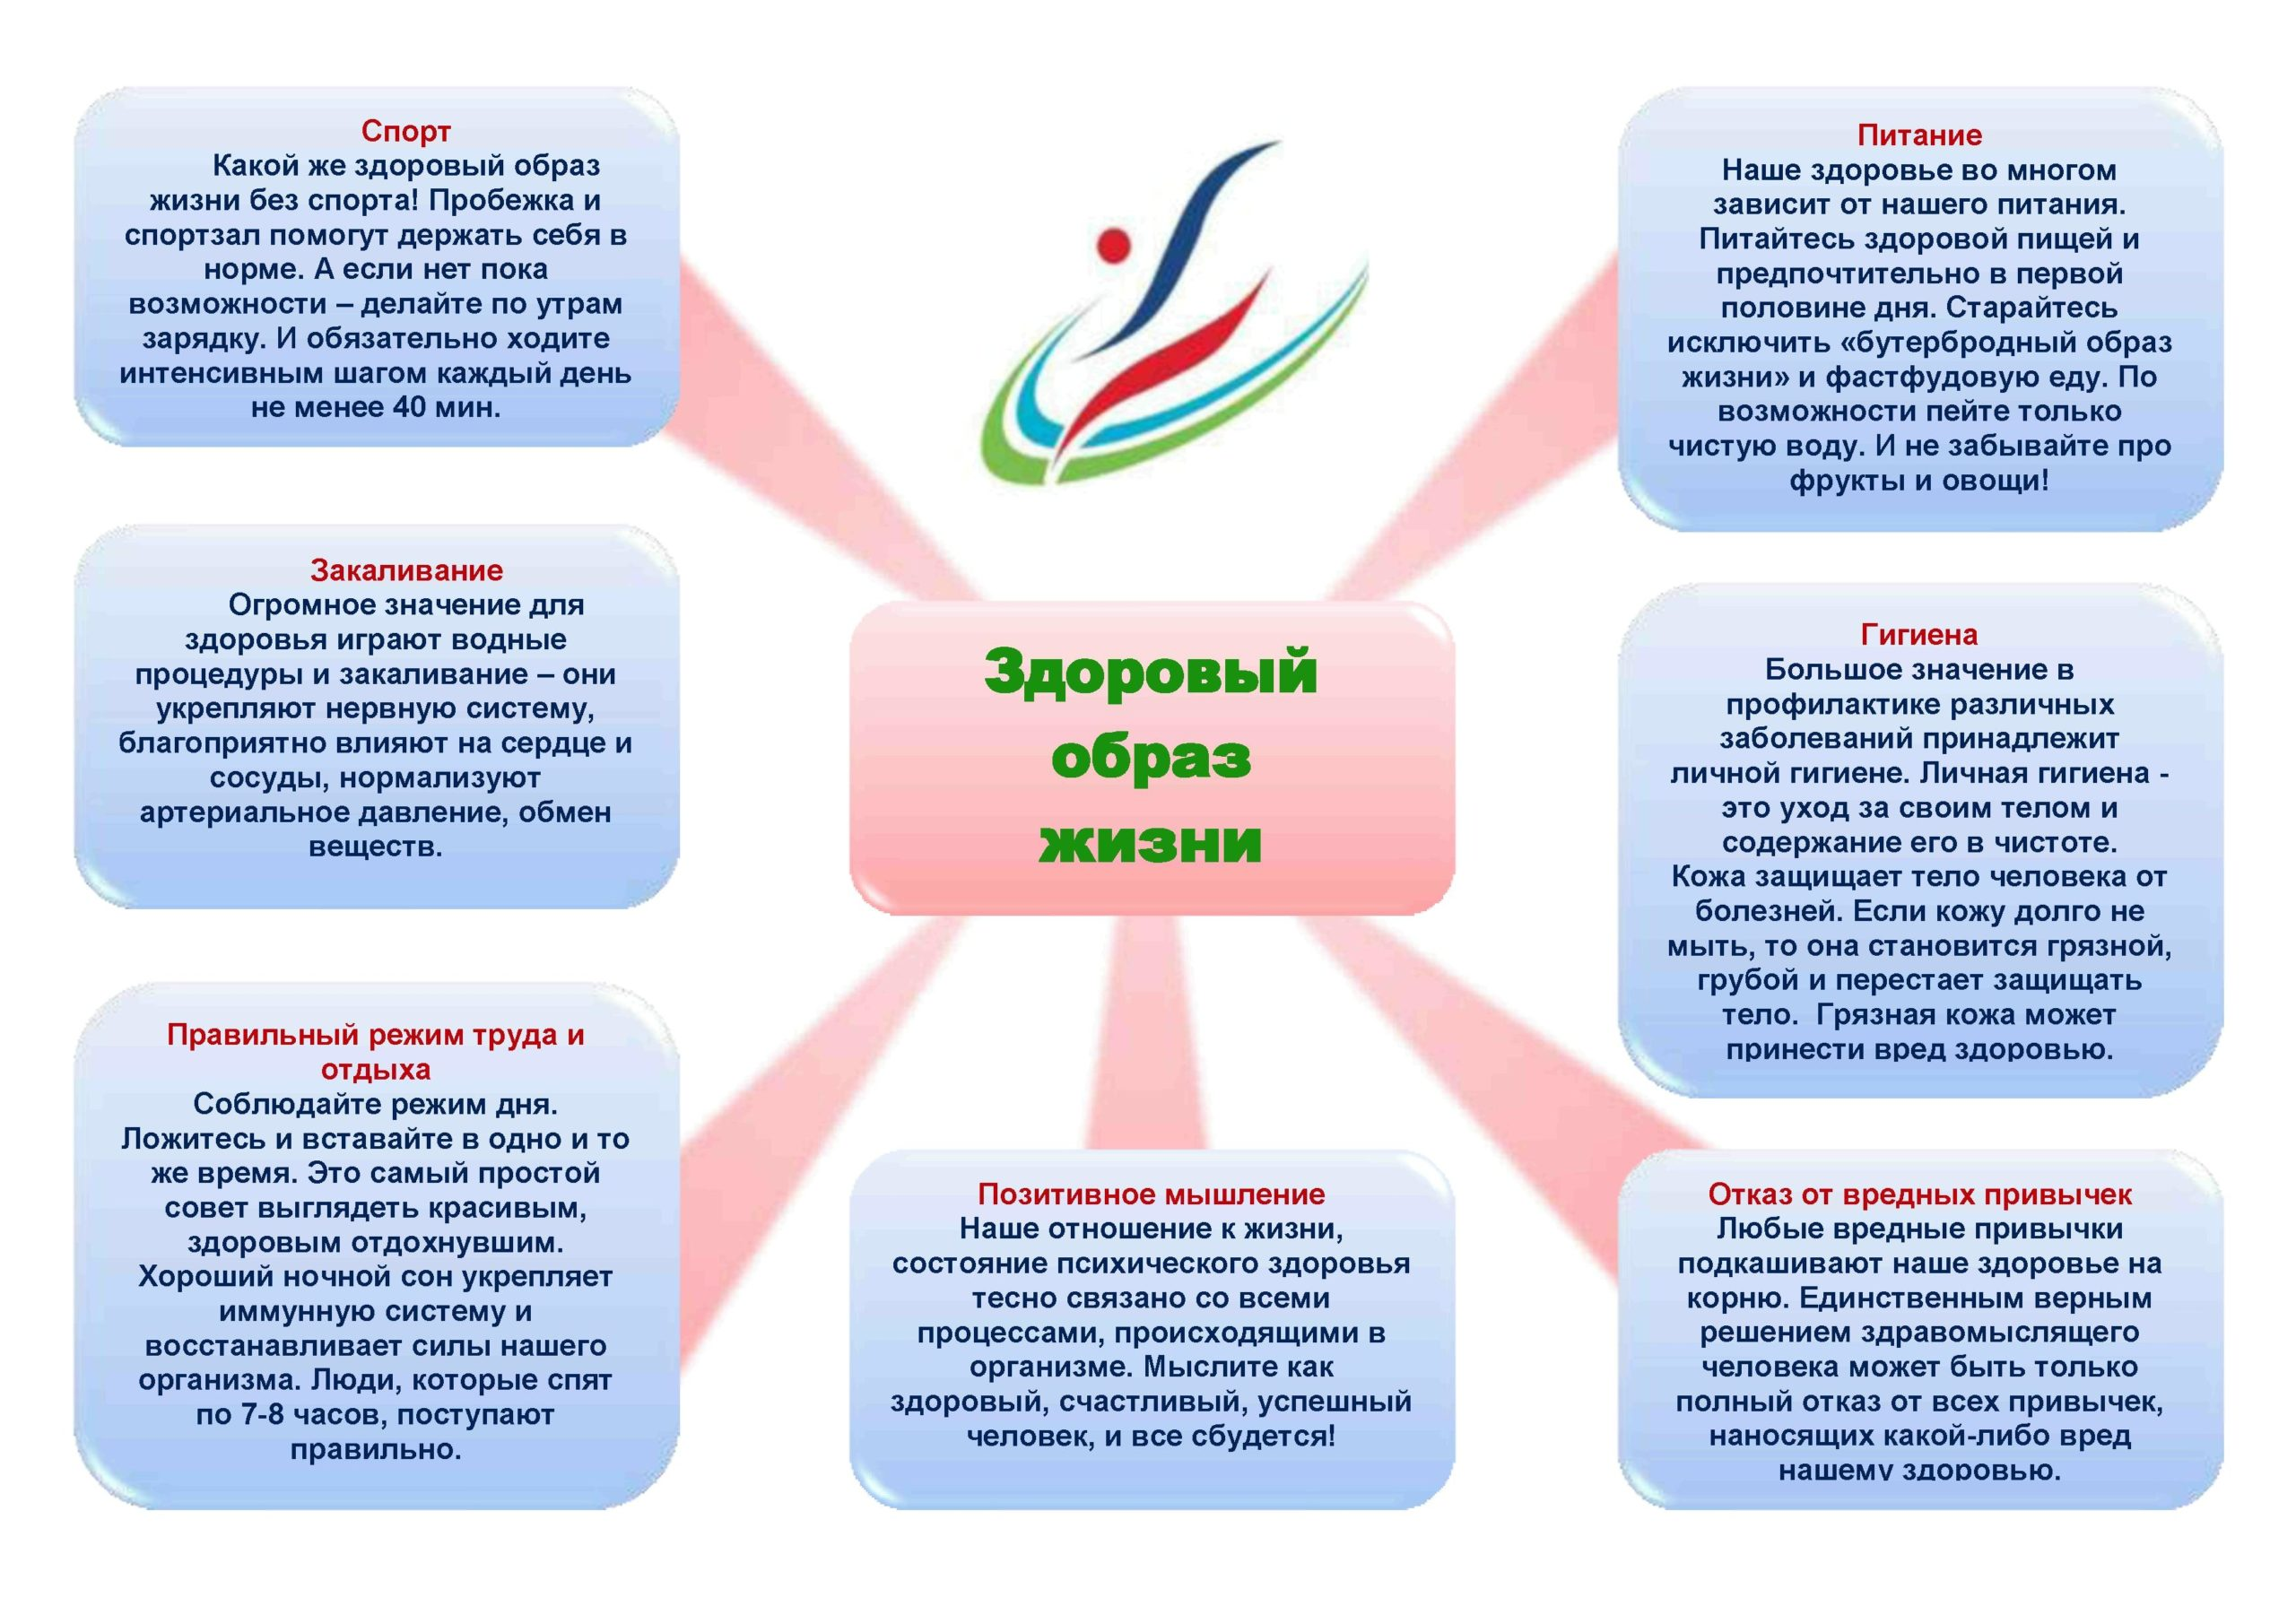 Спорт
Какой же здоровый образ
жизни без спорта! Пробежка и
спортзал помогут держать себя в
норме. А если нет пока
возможности – делайте по утрам
зарядку. И обязательно ходите
интенсивным шагом каждый день
не менее 40 мин.
Закаливание
Огромное значение для
здоровья играют водные
процедуры и закаливание – они
укрепляют нервную систему,
благоприятно влияют на сердце и
сосуды, нормализуют
артериальное давление, обмен
веществ.
Правильный режим труда и
отдыха
Соблюдайте режим дня.
Ложитесь и вставайте в одно и то
же время. Это самый простой
совет выглядеть красивым,
здоровым отдохнувшим.
Хороший ночной сон укрепляет
иммунную систему и
восстанавливает силы нашего
организма. Люди, которые спят
по 7-8 часов, поступают
правильно.
Здоровый
образ
жизни
Позитивное мышление
Наше отношение к жизни,
состояние психического здоровья
тесно связано со всеми
процессами, происходящими в
организме. Мыслите как
здоровый, счастливый, успешный
человек, и все сбудется!
Питание
Наше здоровье во многом
зависит от нашего питания.
Питайтесь здоровой пищей и
предпочтительно в первой
половине дня. Старайтесь
исключить «бутербродный образ
жизни» и фастфудовую еду. По
возможности пейте только
чистую воду. И не забывайте про
фрукты и овощи!
Гигиена
Большое значение в
профилактике различных
заболеваний принадлежит
личной гигиене. Личная гигиена -
это уход за своим телом и
содержание его в чистоте.
Кожа защищает тело человека от
болезней. Если кожу долго не
мыть, то она становится грязной,
грубой и перестает защищать
тело.  Грязная кожа может
принести вред здоровью.
Отказ от вредных привычек
Любые вредные привычки
подкашивают наше здоровье на
корню. Единственным верным
решением здравомыслящего
человека может быть только
полный отказ от всех привычек,
наносящих какой-либо вред
нашему здоровью.